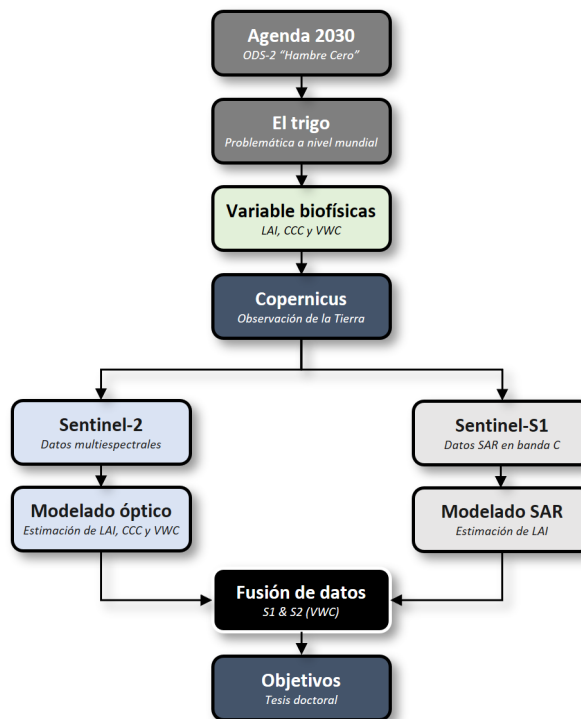 Agenda 2030
ODS-2 “Hambre Cero”
El trigo
Problemática a nivel mundial
Variable biofísicas
LAI, CCC y VWC
Copernicus
Observación de la Tierra
Sentinel-2
Datos multiespectrales
Sentinel-S1
Datos SAR en banda C
Modelado óptico
Estimación de LAI, CCC y VWC
Modelado SAR
Estimación de LAI
Fusión de datos
S1 & S2 (VWC)
Objetivos
Tesis doctoral